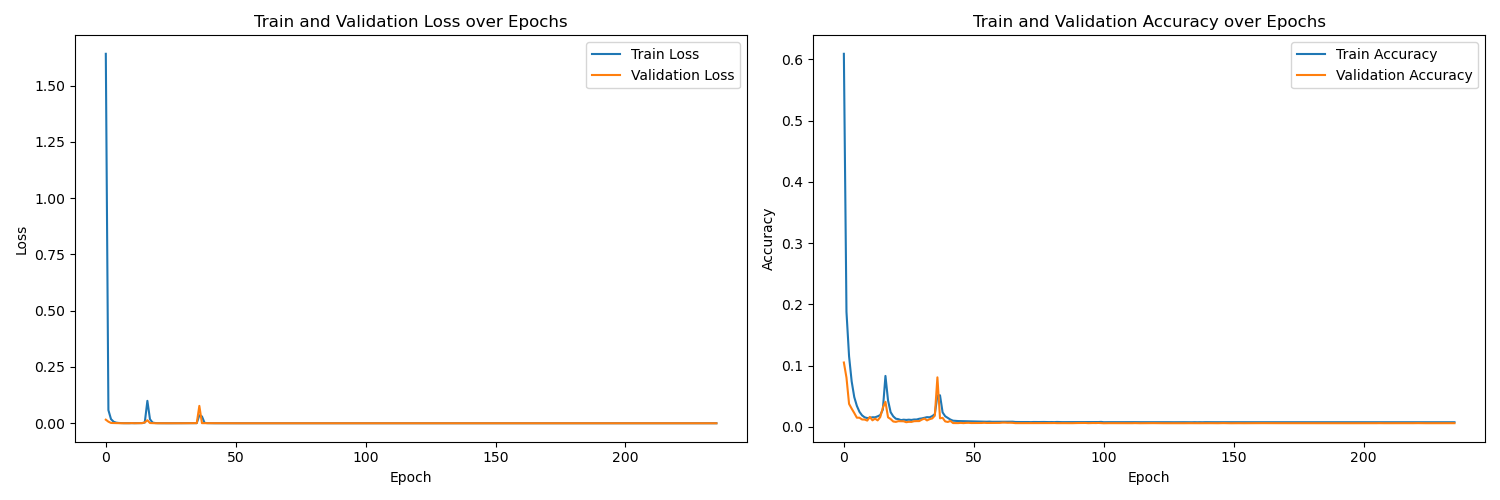 Train and Validation Loss over Epochs
Train Loss
Validation Loss
1.50
1.25
1.00
0.75
0.50
0.25
0.00
Loss
0 50 100 150 200
Epoch
Train and Validation Accuracy over Epochs
Train Accuracy
Validation Accuracy
0.6
0.5
0.4
0.3
0.2
0.1
0.0
Accuracy
0 50 100 150 200
Epoch